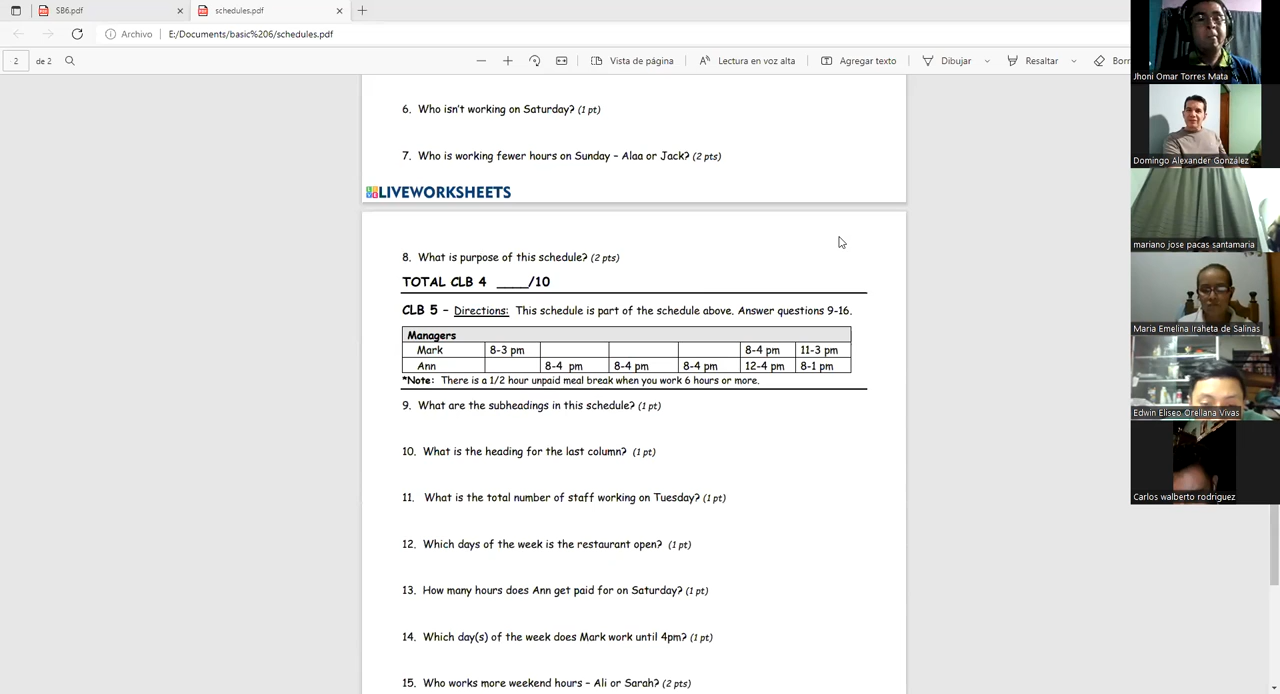 SB6.pdf
schedules.pdf
Archivo E:/Documents/basic%206/schedules.pdf
2 de 2 Vista de página Lectura en voz alta Agregar texto Dibujar Resaltar Borr
6. Who isn't working on Saturday? (1 pt)
7. Who is working fewer hours on Sunday – Alaa or Jack? (2 pts)
LIVEWORKSHEETS
8. What is purpose of this schedule? (2 pts)
TOTAL CLB 4 ____/10
CLB 5 – Directions: This schedule is part of the schedule above. Answer questions 9-16.
Managers
Mark 8-3 pm 8-4 pm 11-3 pm
Ann 8-4 pm 8-4 pm 8-4 pm 12-4 pm 8-1 pm
*Note: There is a 1/2 hour unpaid meal break when you work 6 hours or more.
9. What are the subheadings in this schedule? (1 pt)
10. What is the heading for the last column? (1 pt)
11. What is the total number of staff working on Tuesday? (1 pt)
12. Which days of the week is the restaurant open? (1 pt)
13. How many hours does Ann get paid for on Saturday? (1 pt)
14. Which day(s) of the week does Mark work until 4pm? (1 pt)
15. Who works more weekend hours – Ali or Sarah? (2 pts)
Jhoni Omar Torres Mata
Domingo Alexander González
mariano jose pacas santamaria
Maria Emelina Iraheta de Salinas
Edwin Eliseo Orellana Vivas
Carlos walberto rodriguez